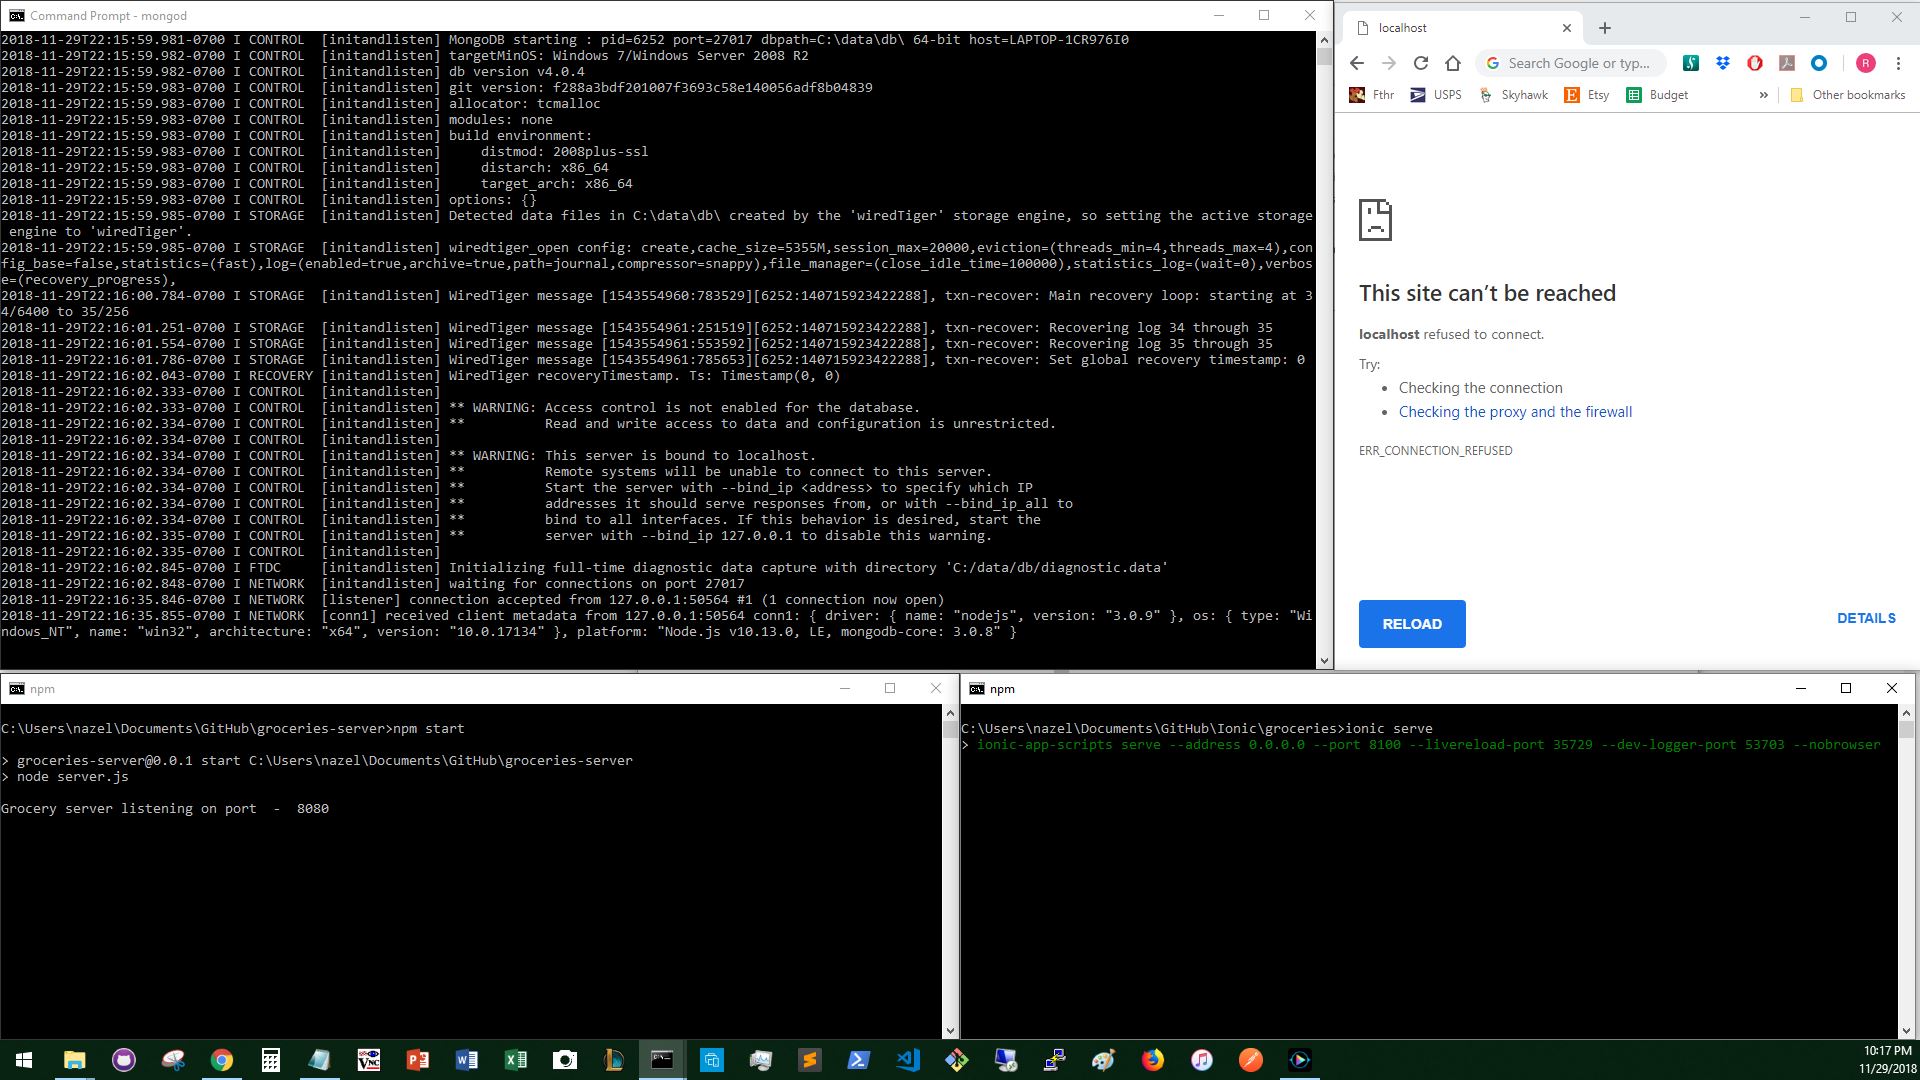 Command Prompt - mongod
2018-11-29T22:15:59.981-0700 I CONTROL  [initandlisten] MongoDB starting : pid=6252 port=27017 dbpath=C:\data\db\ 64-bit host=LAPTOP-1CR976I0
2018-11-29T22:15:59.982-0700 I CONTROL  [initandlisten] targetMinOS: Windows 7/Windows Server 2008 R2
2018-11-29T22:15:59.982-0700 I CONTROL  [initandlisten] db version v4.0.4
2018-11-29T22:15:59.983-0700 I CONTROL  [initandlisten] git version: f288a3bdf201007f3693c58e140056adf8b04839
2018-11-29T22:15:59.983-0700 I CONTROL  [initandlisten] allocator: tcmalloc
2018-11-29T22:15:59.983-0700 I CONTROL  [initandlisten] modules: none
2018-11-29T22:15:59.983-0700 I CONTROL  [initandlisten] build environment:
2018-11-29T22:15:59.983-0700 I CONTROL  [initandlisten]     distmod: 2008plus-ssl
2018-11-29T22:15:59.983-0700 I CONTROL  [initandlisten]     distarch: x86_64
2018-11-29T22:15:59.983-0700 I CONTROL  [initandlisten]     target_arch: x86_64
2018-11-29T22:15:59.983-0700 I CONTROL  [initandlisten] options: {}
2018-11-29T22:15:59.985-0700 I STORAGE  [initandlisten] Detected data files in C:\data\db\ created by the 'wiredTiger' storage engine, so setting the active storage
 engine to 'wiredTiger'.
2018-11-29T22:15:59.985-0700 I STORAGE  [initandlisten] wiredtiger_open config: create,cache_size=5355M,session_max=20000,eviction=(threads_min=4,threads_max=4),con
fig_base=false,statistics=(fast),log=(enabled=true,archive=true,path=journal,compressor=snappy),file_manager=(close_idle_time=100000),statistics_log=(wait=0),verbos
e=(recovery_progress),
2018-11-29T22:16:00.784-0700 I STORAGE  [initandlisten] WiredTiger message [1543554960:783529][6252:140715923422288], txn-recover: Main recovery loop: starting at 3
4/6400 to 35/256
2018-11-29T22:16:01.251-0700 I STORAGE  [initandlisten] WiredTiger message [1543554961:251519][6252:140715923422288], txn-recover: Recovering log 34 through 35
2018-11-29T22:16:01.554-0700 I STORAGE  [initandlisten] WiredTiger message [1543554961:553592][6252:140715923422288], txn-recover: Recovering log 35 through 35
2018-11-29T22:16:01.786-0700 I STORAGE  [initandlisten] WiredTiger message [1543554961:785653][6252:140715923422288], txn-recover: Set global recovery timestamp: 0
2018-11-29T22:16:02.043-0700 I RECOVERY [initandlisten] WiredTiger recoveryTimestamp. Ts: Timestamp(0, 0)
2018-11-29T22:16:02.333-0700 I CONTROL  [initandlisten]
2018-11-29T22:16:02.333-0700 I CONTROL  [initandlisten] ** WARNING: Access control is not enabled for the database.
2018-11-29T22:16:02.334-0700 I CONTROL  [initandlisten] **          Read and write access to data and configuration is unrestricted.
2018-11-29T22:16:02.334-0700 I CONTROL  [initandlisten]
2018-11-29T22:16:02.334-0700 I CONTROL  [initandlisten] ** WARNING: This server is bound to localhost.
2018-11-29T22:16:02.334-0700 I CONTROL  [initandlisten] **          Remote systems will be unable to connect to this server.
2018-11-29T22:16:02.334-0700 I CONTROL  [initandlisten] **          Start the server with --bind_ip <address> to specify which IP
2018-11-29T22:16:02.334-0700 I CONTROL  [initandlisten] **          addresses it should serve responses from, or with --bind_ip_all to
2018-11-29T22:16:02.334-0700 I CONTROL  [initandlisten] **          bind to all interfaces. If this behavior is desired, start the
2018-11-29T22:16:02.334-0700 I CONTROL  [initandlisten] **          server with --bind_ip 127.0.0.1 to disable this warning.
2018-11-29T22:16:02.335-0700 I CONTROL  [initandlisten]
2018-11-29T22:16:02.845-0700 I FTDC     [initandlisten] Initializing full-time diagnostic data capture with directory 'C:/data/db/diagnostic.data'
2018-11-29T22:16:02.848-0700 I NETWORK  [initandlisten] waiting for connections on port 27017
2018-11-29T22:16:35.846-0700 I NETWORK  [listener] connection accepted from 127.0.0.1:50564 #1 (1 connection now open)
2018-11-29T22:16:35.855-0700 I NETWORK  [conn1] received client metadata from 127.0.0.1:50564 conn1: { driver: { name: "nodejs", version: "3.0.9" }, os: { type: "Wi
ndows_NT", name: "win32", architecture: "x64", version: "10.0.17134" }, platform: "Node.js v10.13.0, LE, mongodb-core: 3.0.8" }
localhost
Search Google or typ...
R
Fthr USPS Skyhawk Etsy Budget » Other bookmarks
This site can't be reached
localhost refused to connect.
Try:
• Checking the connection
• Checking the proxy and the firewall
ERR_CONNECTION_REFUSED
RELOAD
DETAILS
npm
C:\Users\nazel\Documents\GitHub\groceries-server>npm start
> groceries-server@0.0.1 start C:\Users\nazel\Documents\GitHub\groceries-server
> node server.js
Grocery server listening on port  -  8080
npm
C:\Users\nazel\Documents\GitHub\Ionic\groceries>ionic serve
> ionic-app-scripts serve --address 0.0.0.0 --port 8100 --livereload-port 35729 --dev-logger-port 53703 --nobrowser
10:17 PM
11/29/2018